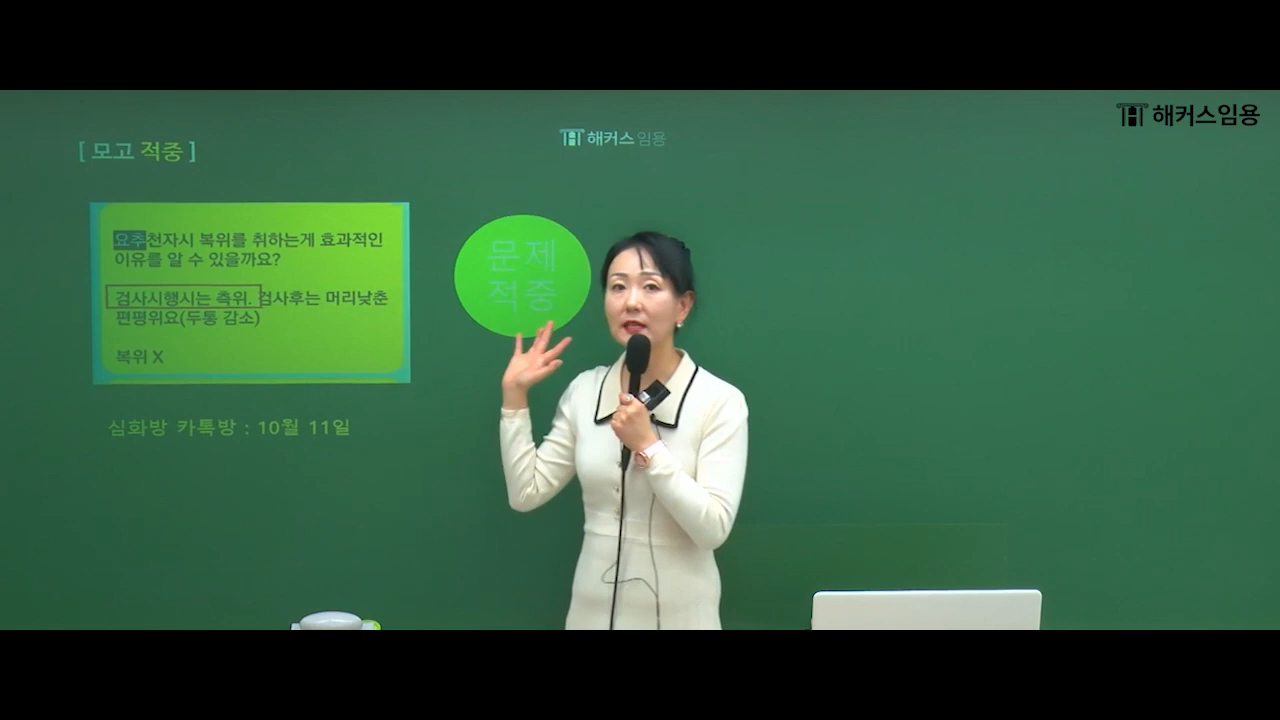 해커스임용
해커스 임용
[ 모고 적중 ]
요추천자시 복위를 취하는게 효과적인
이유를 알 수 있을까요?
검사시행시는 측위. 검사후는 머리낮춘
편평위요(두통 감소)
복위 X
문제
적중
심화방 카톡방 : 10월 11일